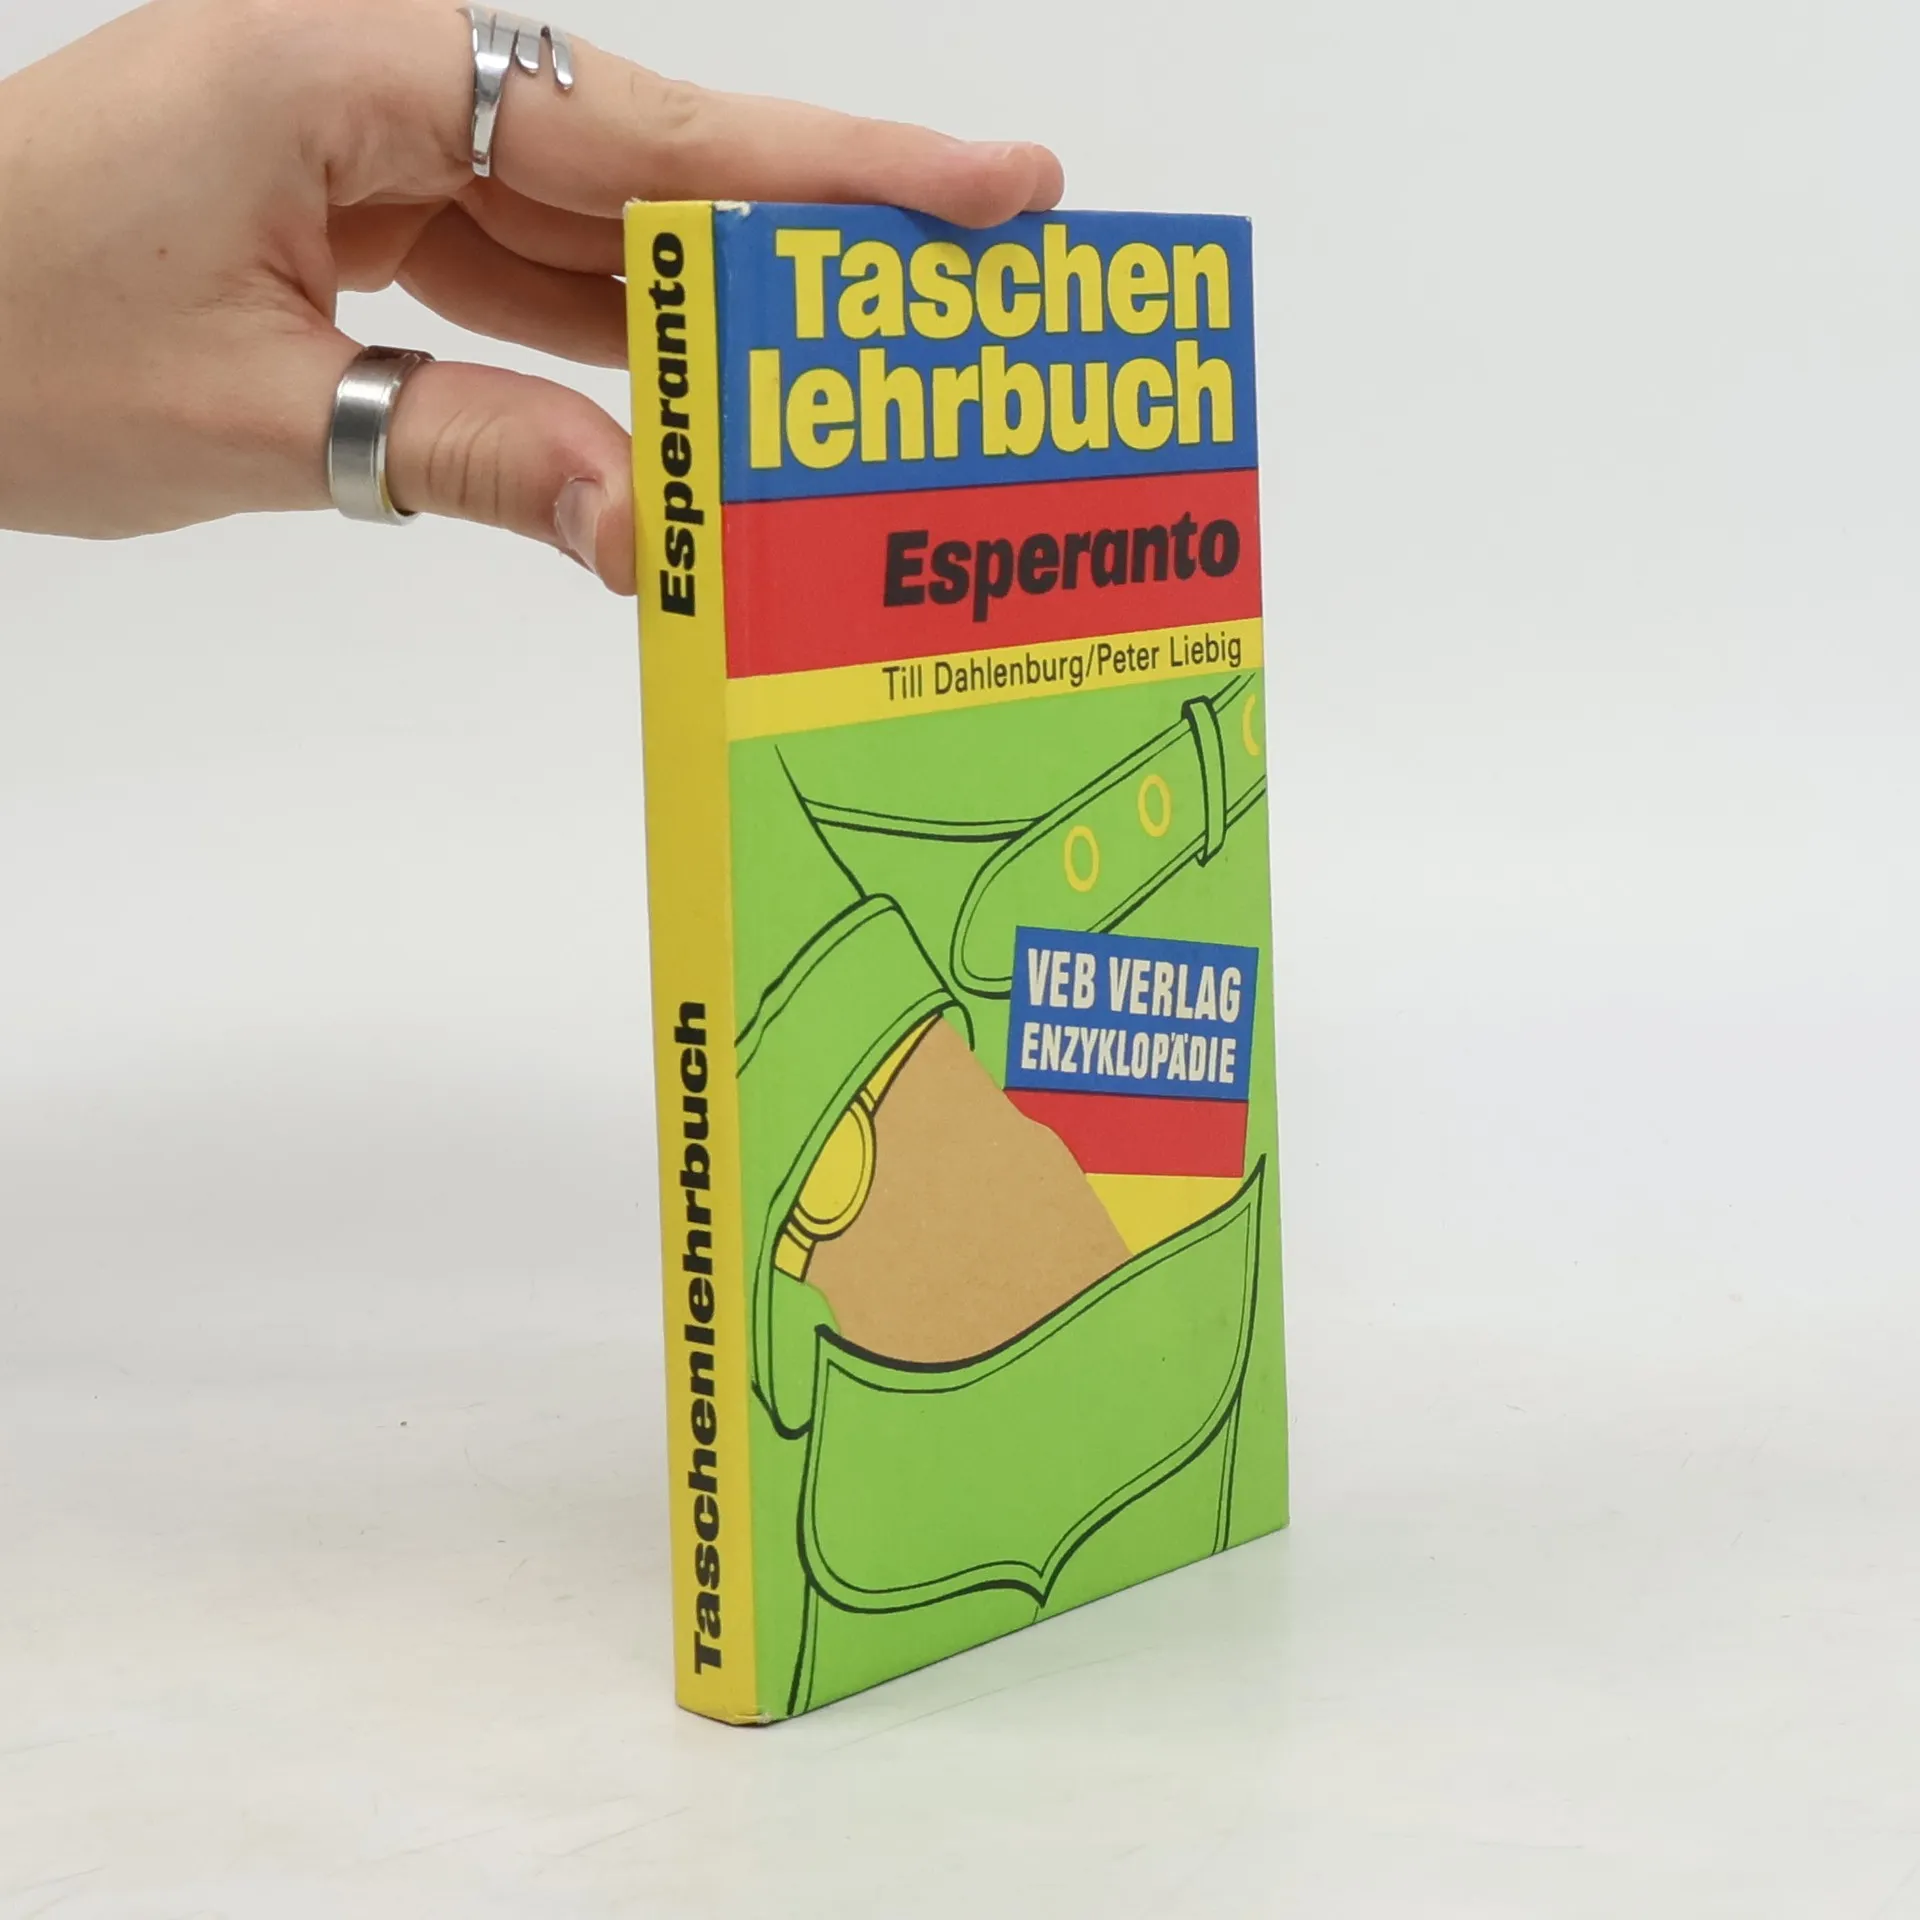 Esperanto
Taschenlehrbuch
Taschen
lehrbuch
Esperanto
Till Dahlenburg/Peter Liebig
VEB VERLAG
ENZYKLOPÄDIE